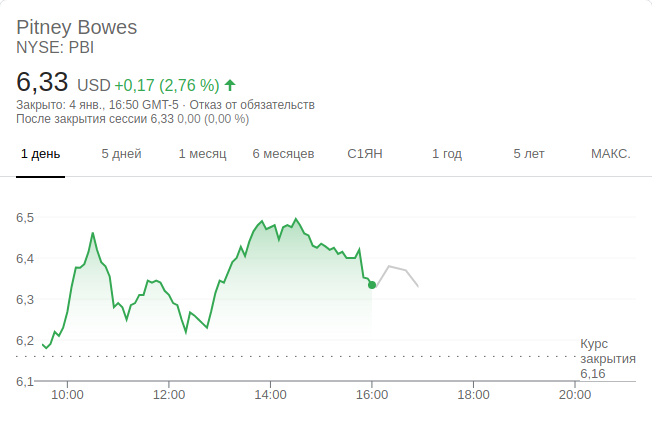 Pitney Bowes
NYSE: PBI
6,33 USD +0,17 (2,76 %)
Закрыто: 4 янв., 16:50 GMT-5 · Отказ от обязательств
После закрытия сессии 6,33 0,00 (0,00 %)
1 день 5 дней 1 месяц 6 месяцев С1ЯН 1 год 5 лет МАКС.
6,5
6,4
6,3
6,2
Курс
закрытия
6,16
6,1
10:00 12:00 14:00 16:00 18:00 20:00